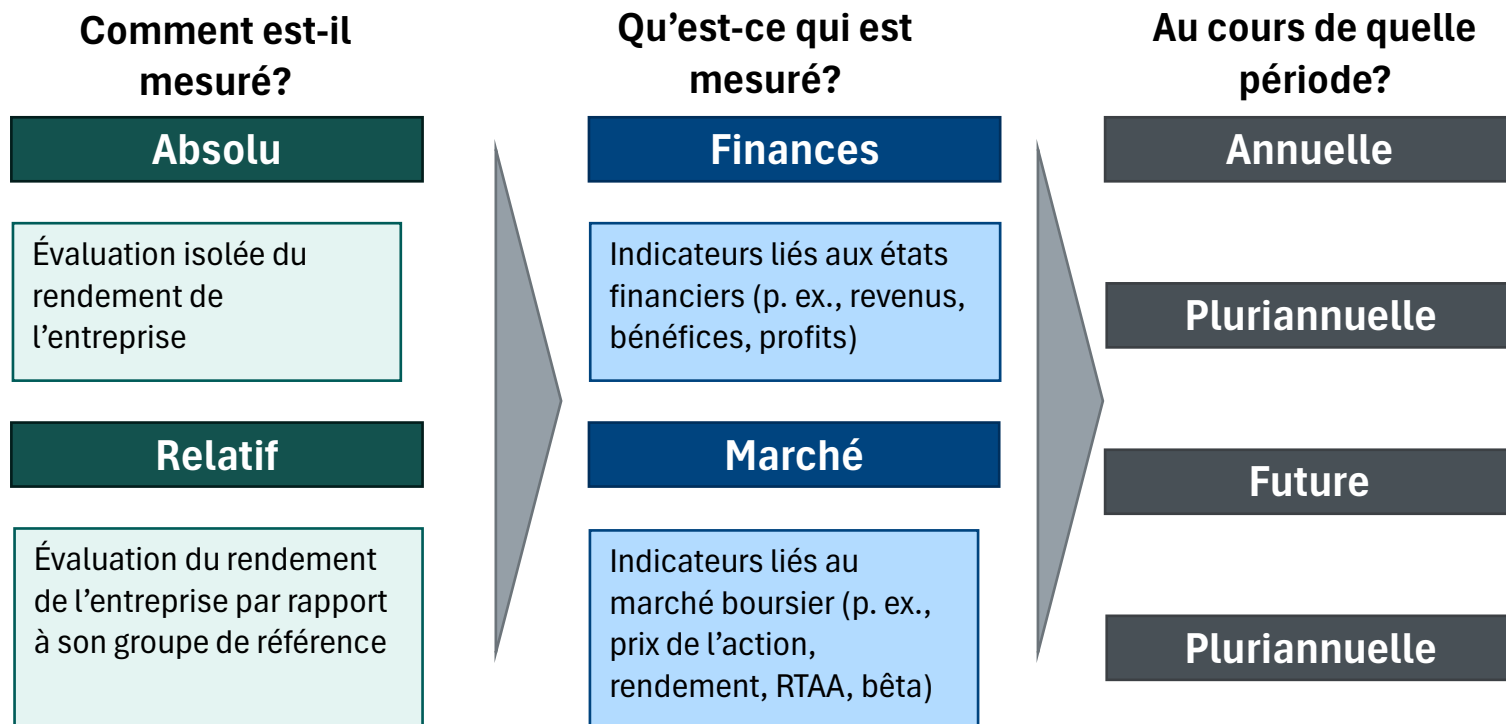 Comment est-il
mesuré?
Absolu
Évaluation isolée du
rendement de
l’entreprise
Relatif
Évaluation du rendement
de l’entreprise par rapport
à son groupe de référence
Qu’est-ce qui est
mesuré?
Finances
Indicateurs liés aux états
financiers (p. ex., revenus,
bénéfices, profits)
Marché
Indicateurs liés au
marché boursier (p. ex.,
prix de l’action,
rendement, RTAA, bêta)
Au cours de quelle
période?
Annuelle
Pluriannuelle
Future
Pluriannuelle